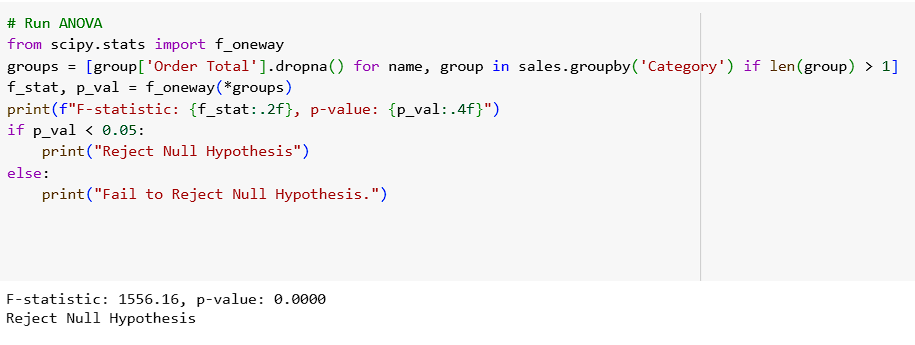 # Run ANOVA
from scipy.stats import f_oneway
groups = [group['Order Total'].dropna() for name, group in sales.groupby('Category') if len(group) > 1]
f_stat, p_val = f_oneway(*groups)
print(f"F-statistic: {f_stat:.2f}, p-value: {p_val:.4f}")
if p_val < 0.05:
    print("Reject Null Hypothesis")
else:
    print("Fail to Reject Null Hypothesis.")
F-statistic: 1556.16, p-value: 0.0000
Reject Null Hypothesis